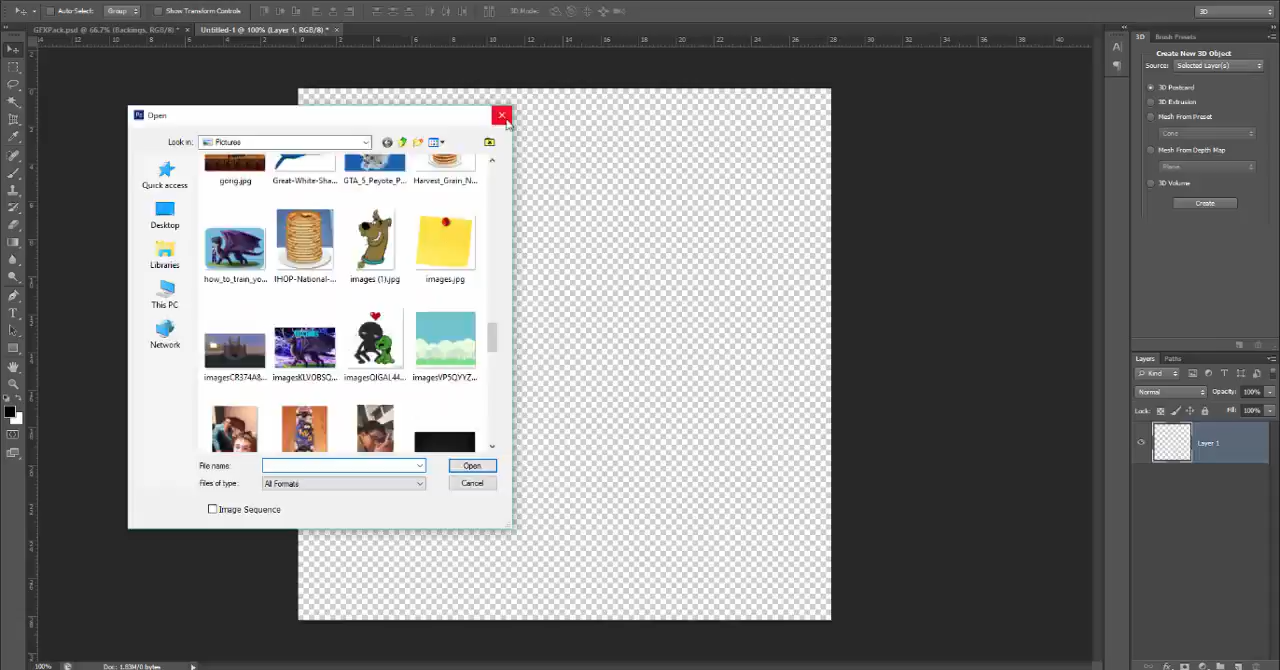 Auto-Select: Group Show Transform Controls 3D Mode: 3D
GFXPack.psd @ 66.7% (Backings, RGB/8) * × Untitled-1 @ 100% (Layer 1, RGB/8) * ×
3D Brush Presets
Create New 3D Object
Source: Selected Layer(s)
3D Postcard
3D Extrusion
Mesh From Preset
Cone
Mesh From Depth Map
Plane
3D Volume
Create
Open
Look in: Pictures
Quick access
Desktop
Libraries
This PC
Network
gong.jpg Great-White-Sha... GTA_5_Peyote_P... Harvest_Grain_N...
how_to_train_yo... IHOP-National-... images (1).jpg images.jpg
imagesCR374A8... imagesKLVOBSQ... imagesQIGAL44... imagesVP5QYYZ...
File name: Open
Files of type: All Formats Cancel
Image Sequence
Layers Paths
Kind
Normal Opacity: 100%
Lock: Fill: 100%
Layer 1
100% Doc: 1.83M/0 bytes